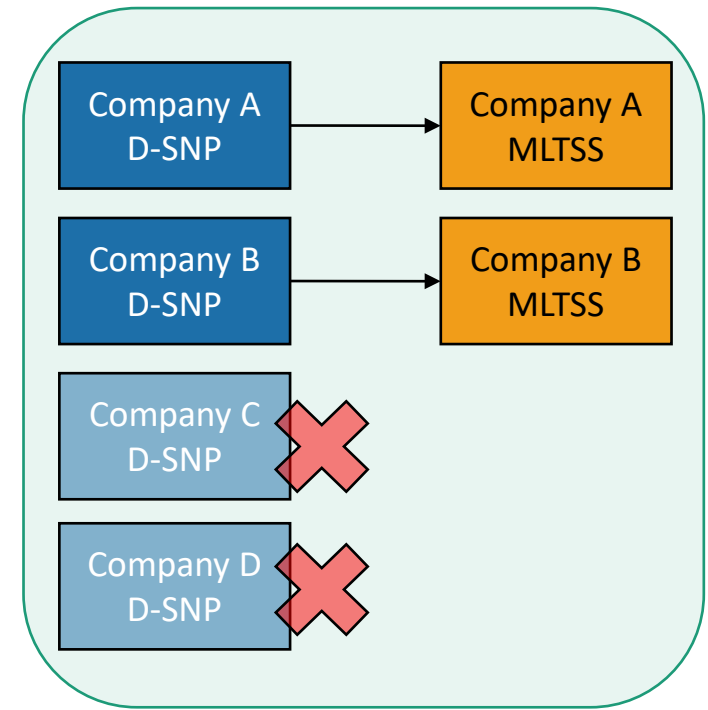 Company A
D-SNP
Company A
MLTSS
Company B
D-SNP
Company B
MLTSS
Company C
D-SNP
Company D
D-SNP